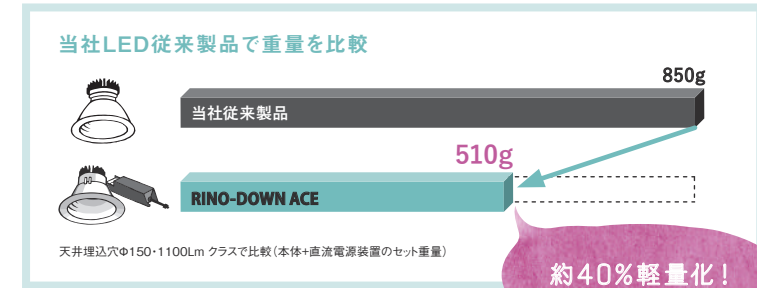 当社LED従来製品で重量を比較
850g
当社従来製品
510g
RINO-DOWN ACE
天井埋込穴Φ150・1100Lm クラスで比較(本体+直流電源装置のセット重量)
約40%軽量化！